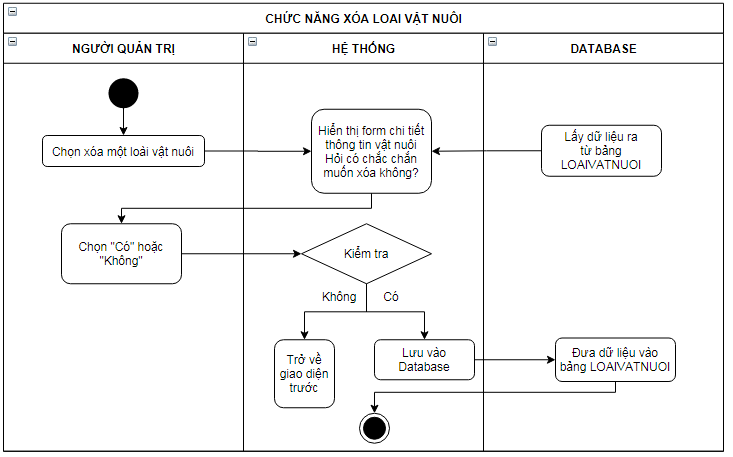 CHỨC NĂNG XÓA LOAI VẬT NUÔI
NGƯỜI QUẢN TRỊ
HỆ THỐNG
DATABASE
Chọn xóa một loài vật nuôi
Hiển thị form chi tiết
thông tin vật nuôi
Hỏi có chắc chắn
muốn xóa không?
Lấy dữ liệu ra
từ bảng
LOAIVATNUOI
Chọn "Có" hoặc
"Không"
Kiểm tra
Không
Có
Trở về
giao diện
trước
Lưu vào
Database
Đưa dữ liệu vào
bảng LOAIVATNUOI